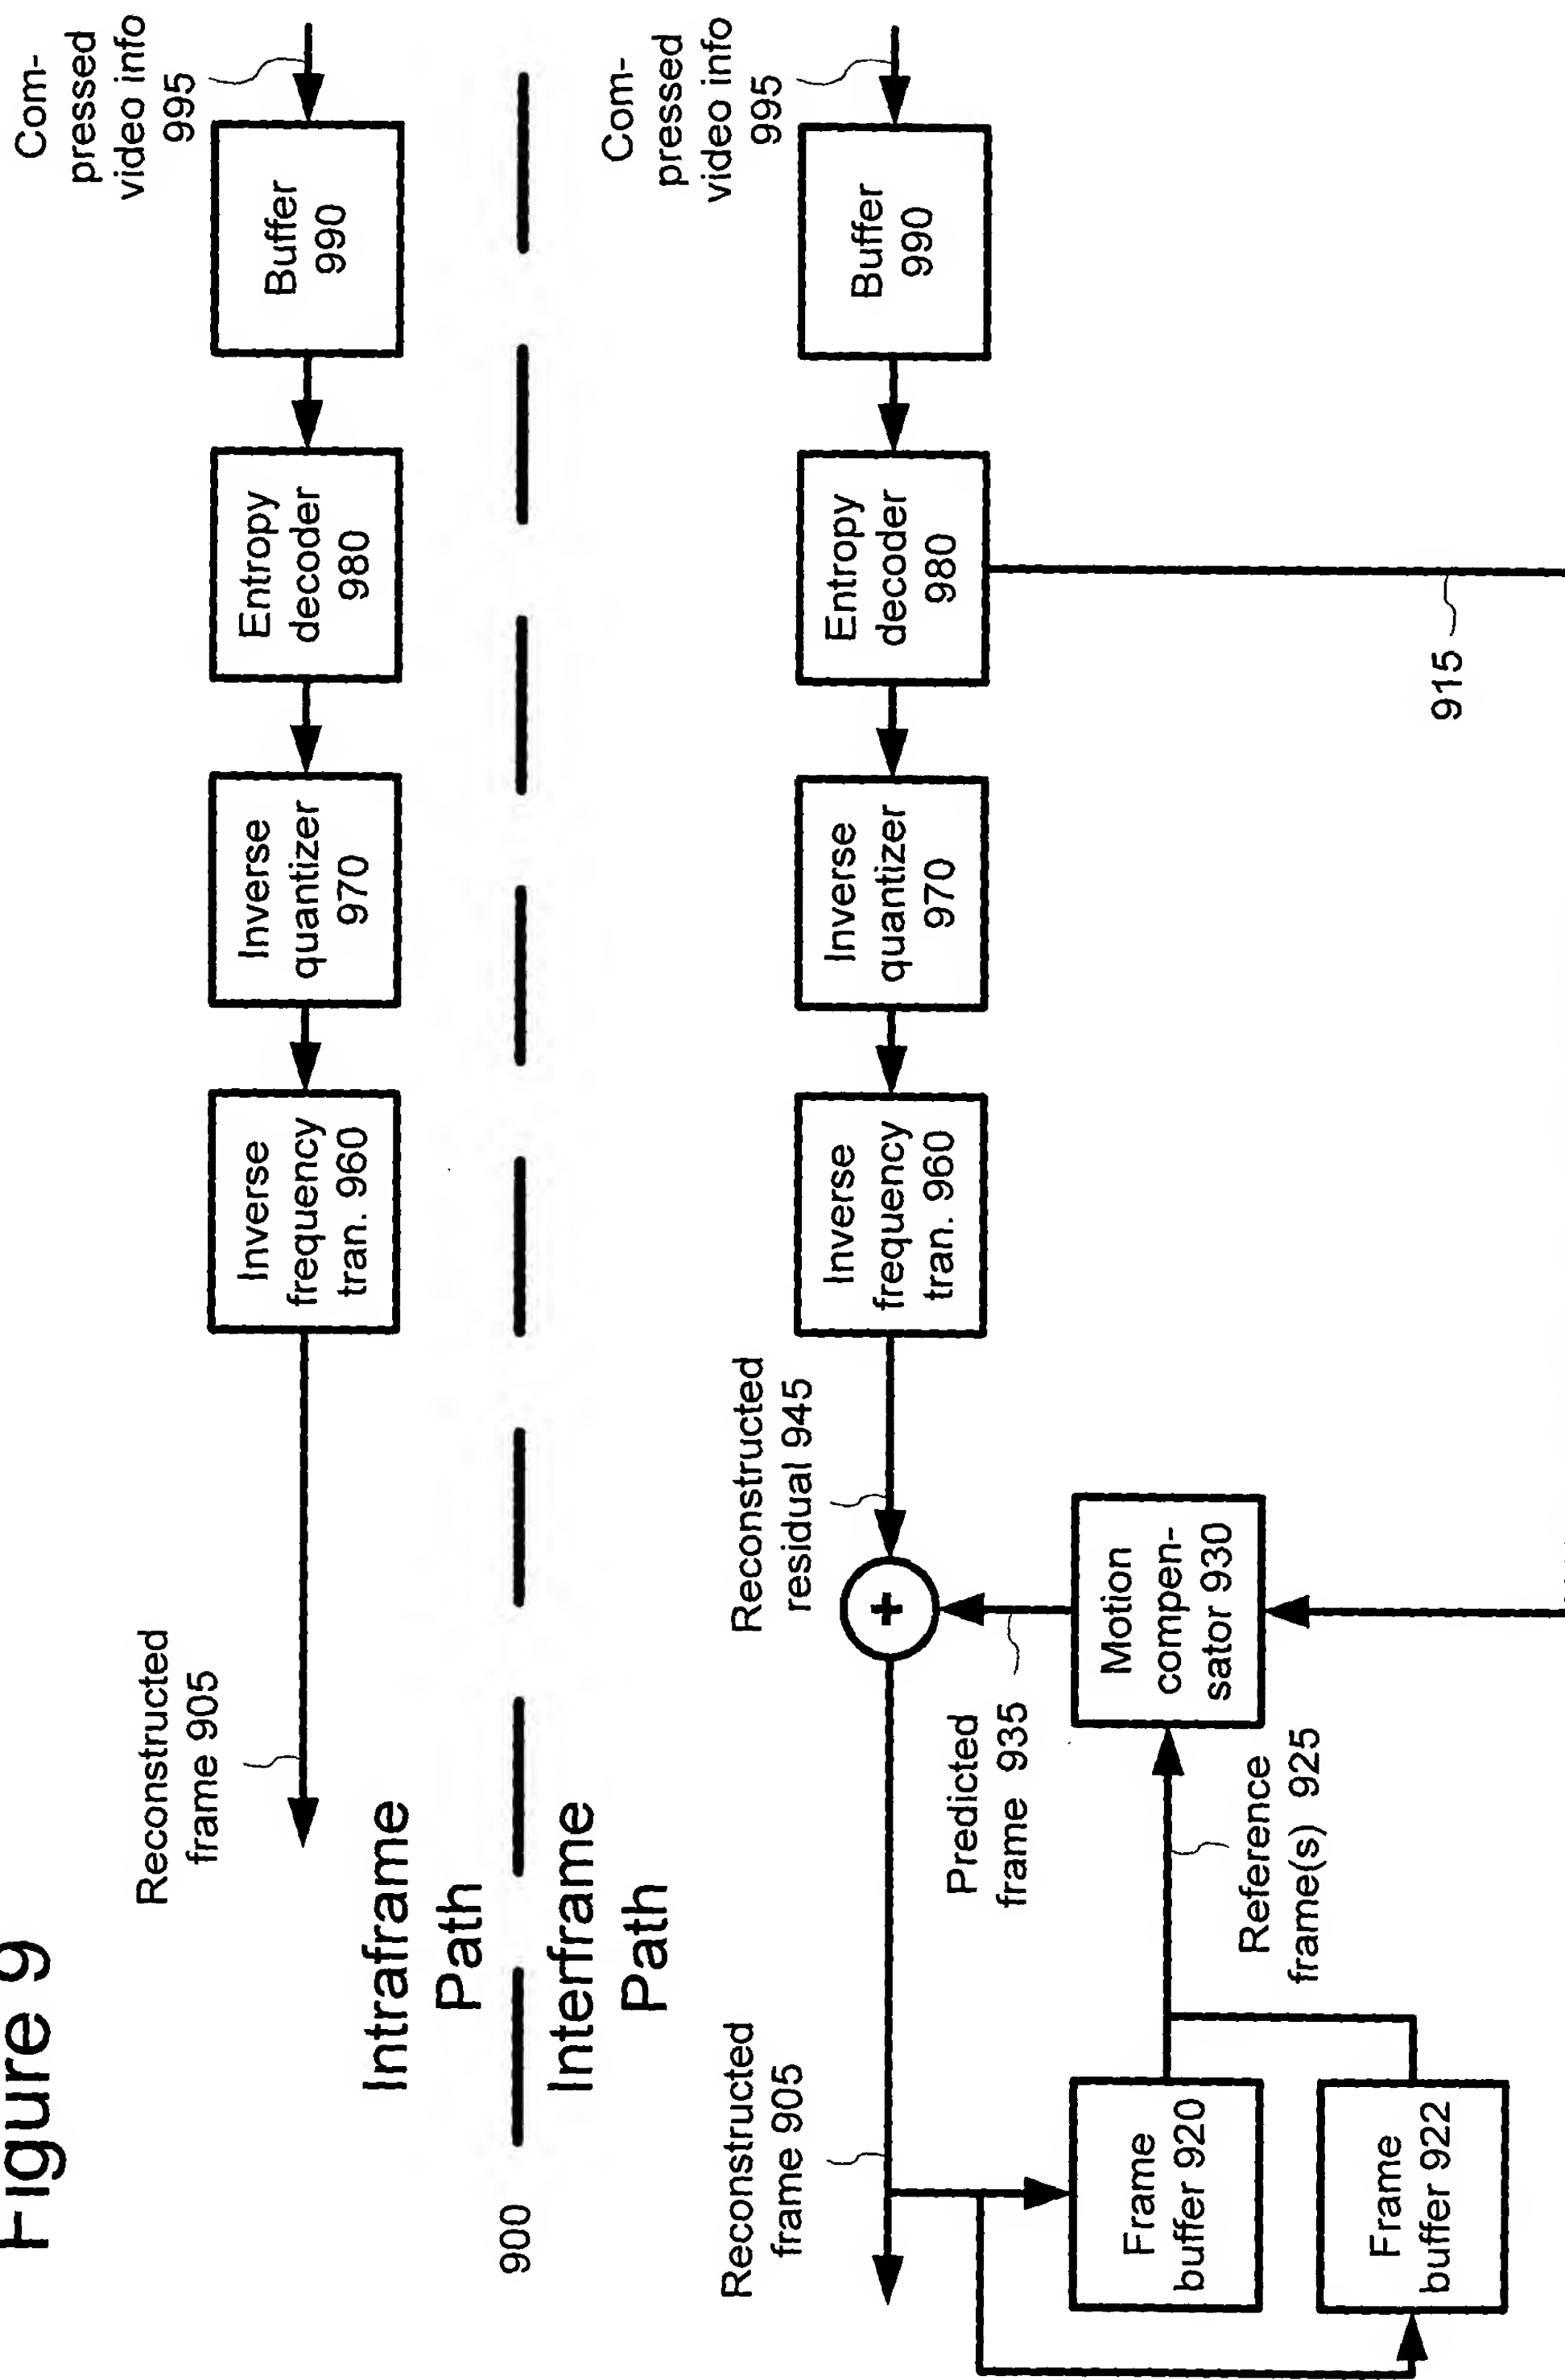 Figure 9
Reconstructed
frame 905
Intraframe
Path
Inverse
frequency
tran. 960
Inverse
quantizer
970
Entropy
decoder
980
Buffer
990
Com-
pressed
video info
995
900
Interframe
Path
Reconstructed
frame 905
Reconstructed
residual 945
+
Inverse
frequency
tran. 960
Inverse
quantizer
970
Entropy
decoder
980
Buffer
990
Com-
pressed
video info
995
Predicted
frame 935
Motion
compen-
sator 930
Frame
buffer 920
Reference
frame(s) 925
Frame
buffer 922
915